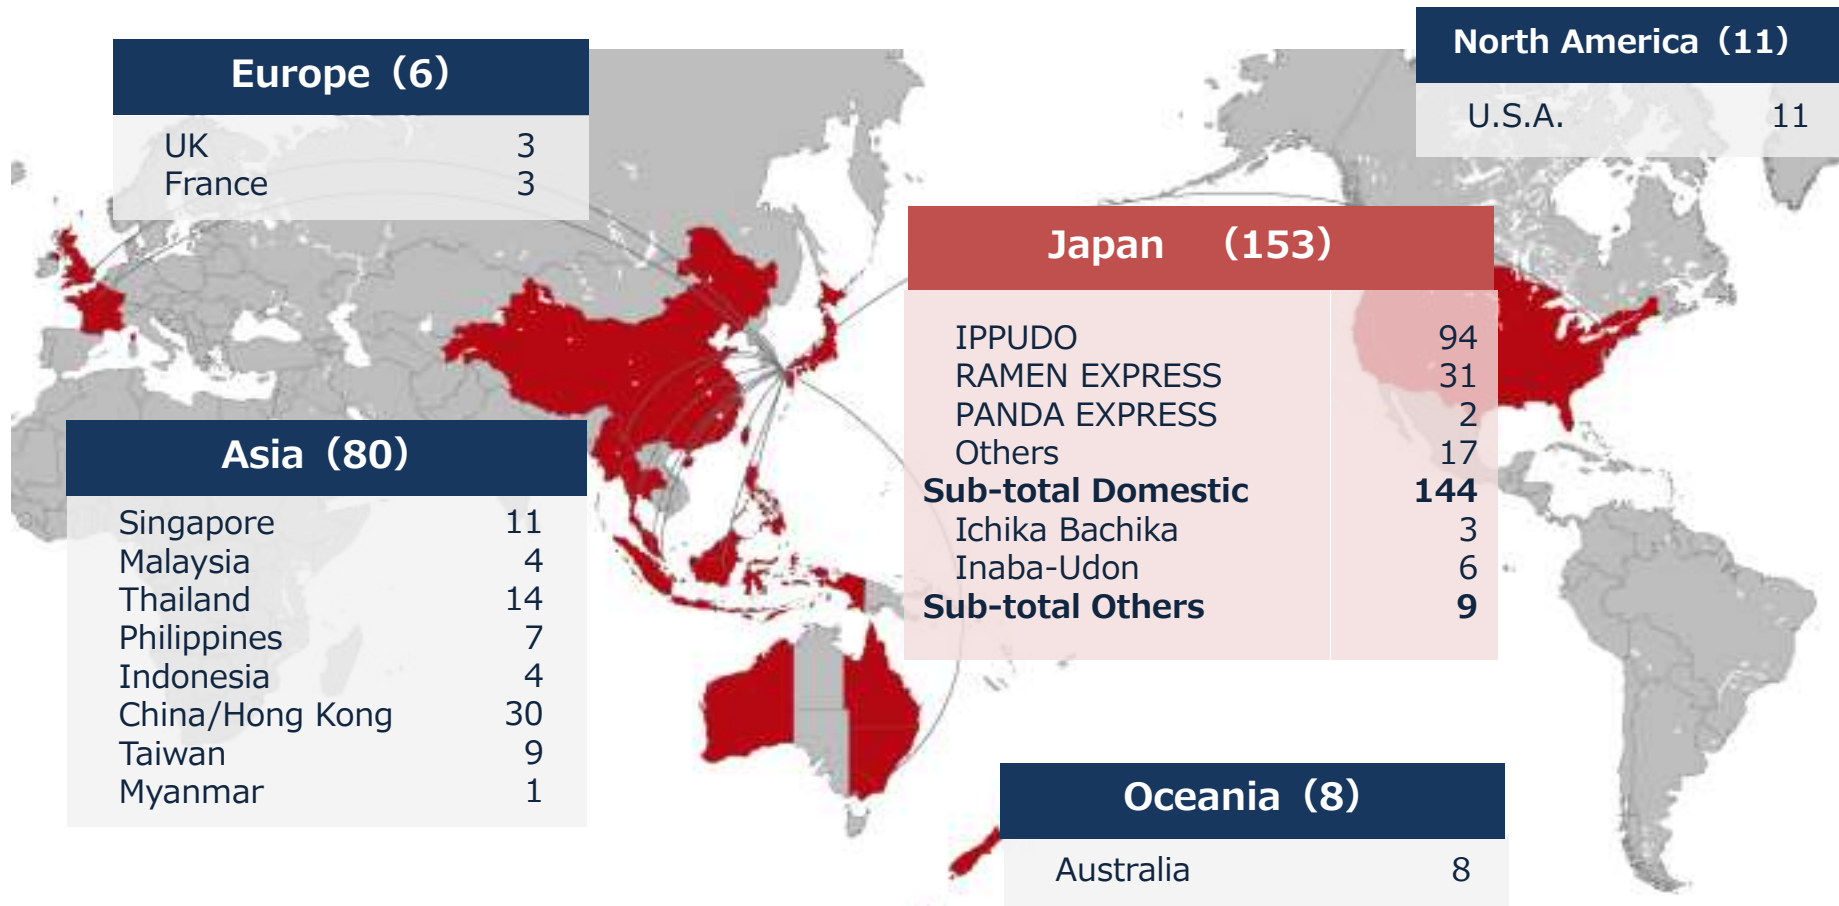 Europe（6）
UK 3
France 3
North America（11）
U.S.A. 11
Japan （153）
IPPUDO 94
RAMEN EXPRESS 31
PANDA EXPRESS 2
Others 17
Sub-total Domestic 144
Ichika Bachika 3
Inaba-Udon 6
Sub-total Others 9
Asia（80）
Singapore 11
Malaysia 4
Thailand 14
Philippines 7
Indonesia 4
China/Hong Kong 30
Taiwan 9
Myanmar 1
Oceania（8）
Australia 8